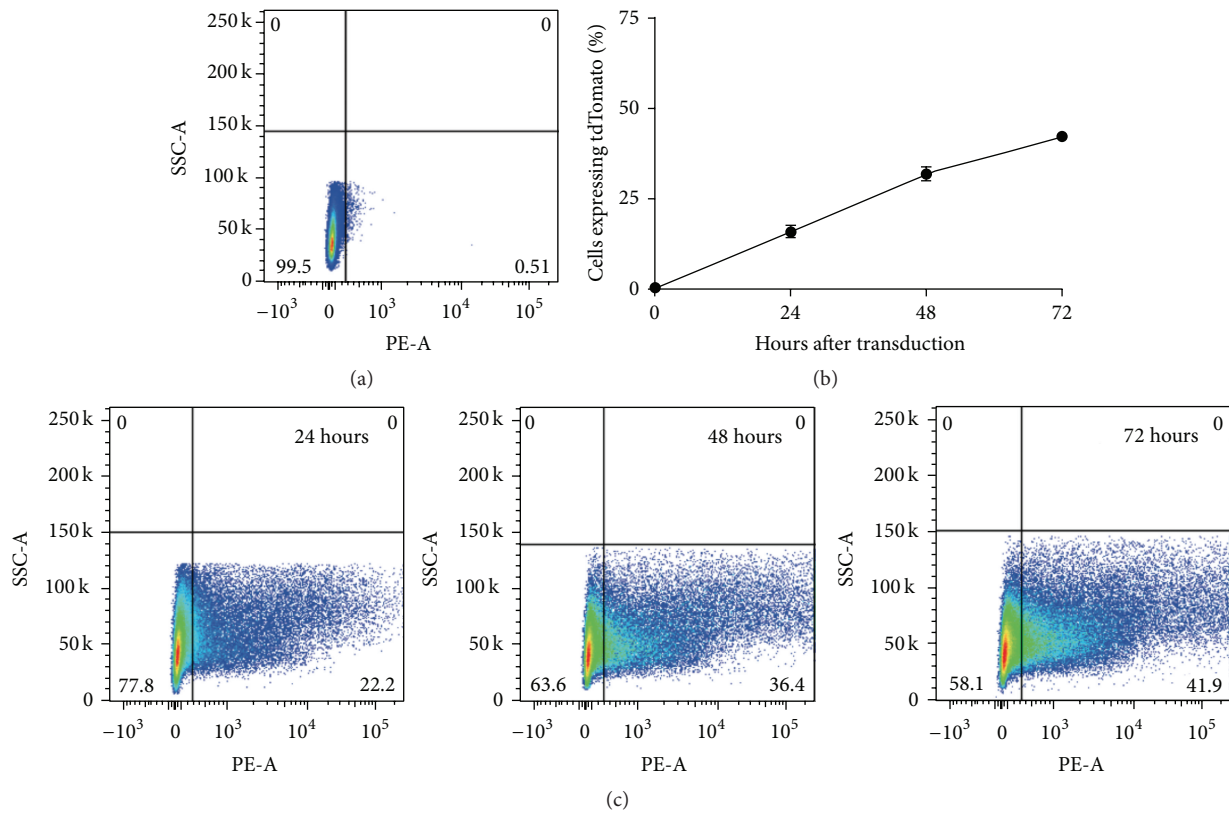 0
0
250 k
200 k
150 k
100 k
50 k
0
SSC-A
99.5
0.51
−10³
0
10³
10⁴
10⁵
PE-A
(a)
75
50
25
0
Cells expressing tdTomato (%)
0
24
48
72
Hours after transduction
(b)
0
0
24 hours
250 k
200 k
150 k
100 k
50 k
0
SSC-A
77.8
22.2
−10³
0
10³
10⁴
10⁵
PE-A
0
0
48 hours
250 k
200 k
150 k
100 k
50 k
0
SSC-A
63.6
36.4
−10³
0
10³
10⁴
10⁵
PE-A
0
0
72 hours
250 k
200 k
150 k
100 k
50 k
0
SSC-A
58.1
41.9
−10³
0
10³
10⁴
10⁵
PE-A
(c)